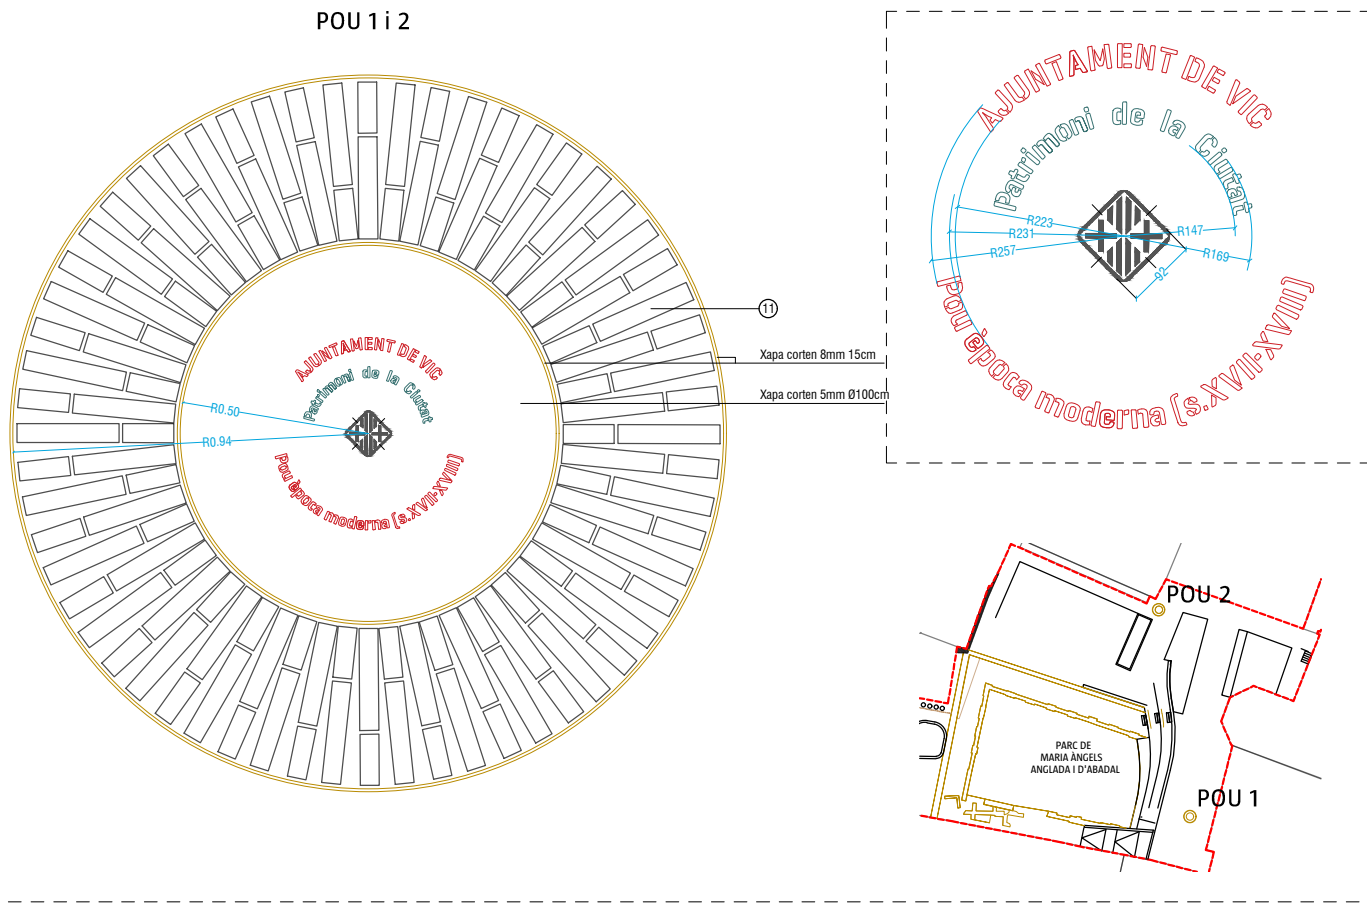 POU 1 i 2
AJUNTAMENT DE VIC
Patrimoni de la Ciutat
Pou època moderna (s.XVII-XVIII)
R0.50
R0.94
11
Xapa corten 8mm 15cm
Xapa corten 5mm Ø100cm
AJUNTAMENT DE VIC
Patrimoni de la Ciutat
R223
R231
R257
R147
R169
92
Pou època moderna (s.XVII-XVIII)
POU 2
PARC DE
MARIA ÀNGELS
ANGLADA I D'ABADAL
POU 1